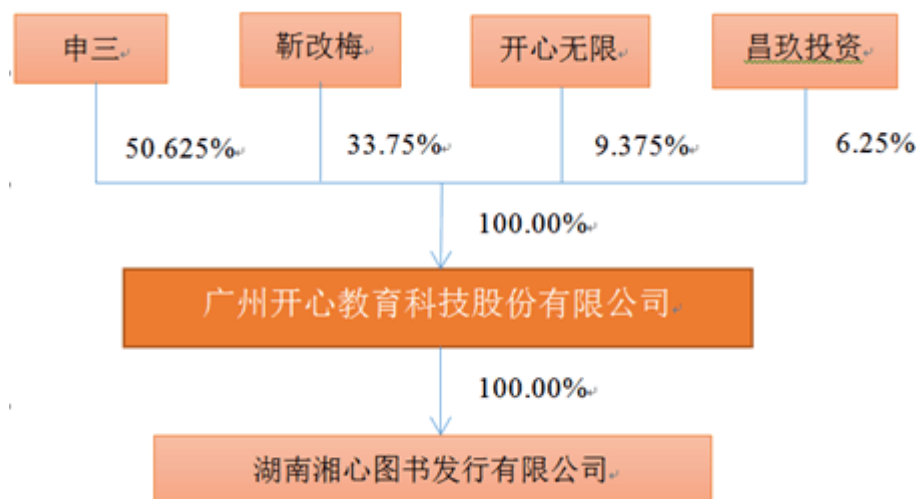 申三
靳改梅
开心无限
昌玖投资
50.625%
33.75%
9.375%
6.25%
100.00%
广州开心教育科技股份有限公司
100.00%
湖南湘心图书发行有限公司